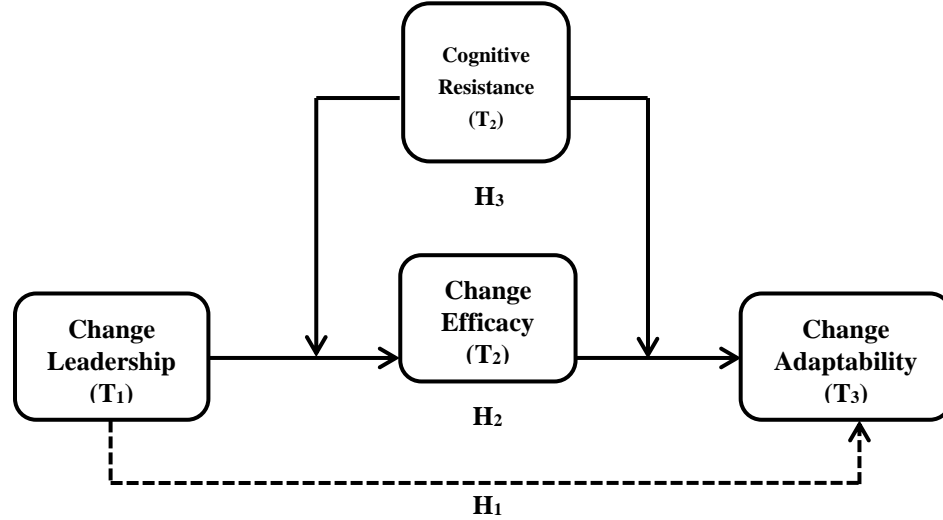 Cognitive
Resistance
(T₂)
H₃
Change
Efficacy
(T₂)
Change
Leadership
(T₁)
Change
Adaptability
(T₃)
H₂
H₁